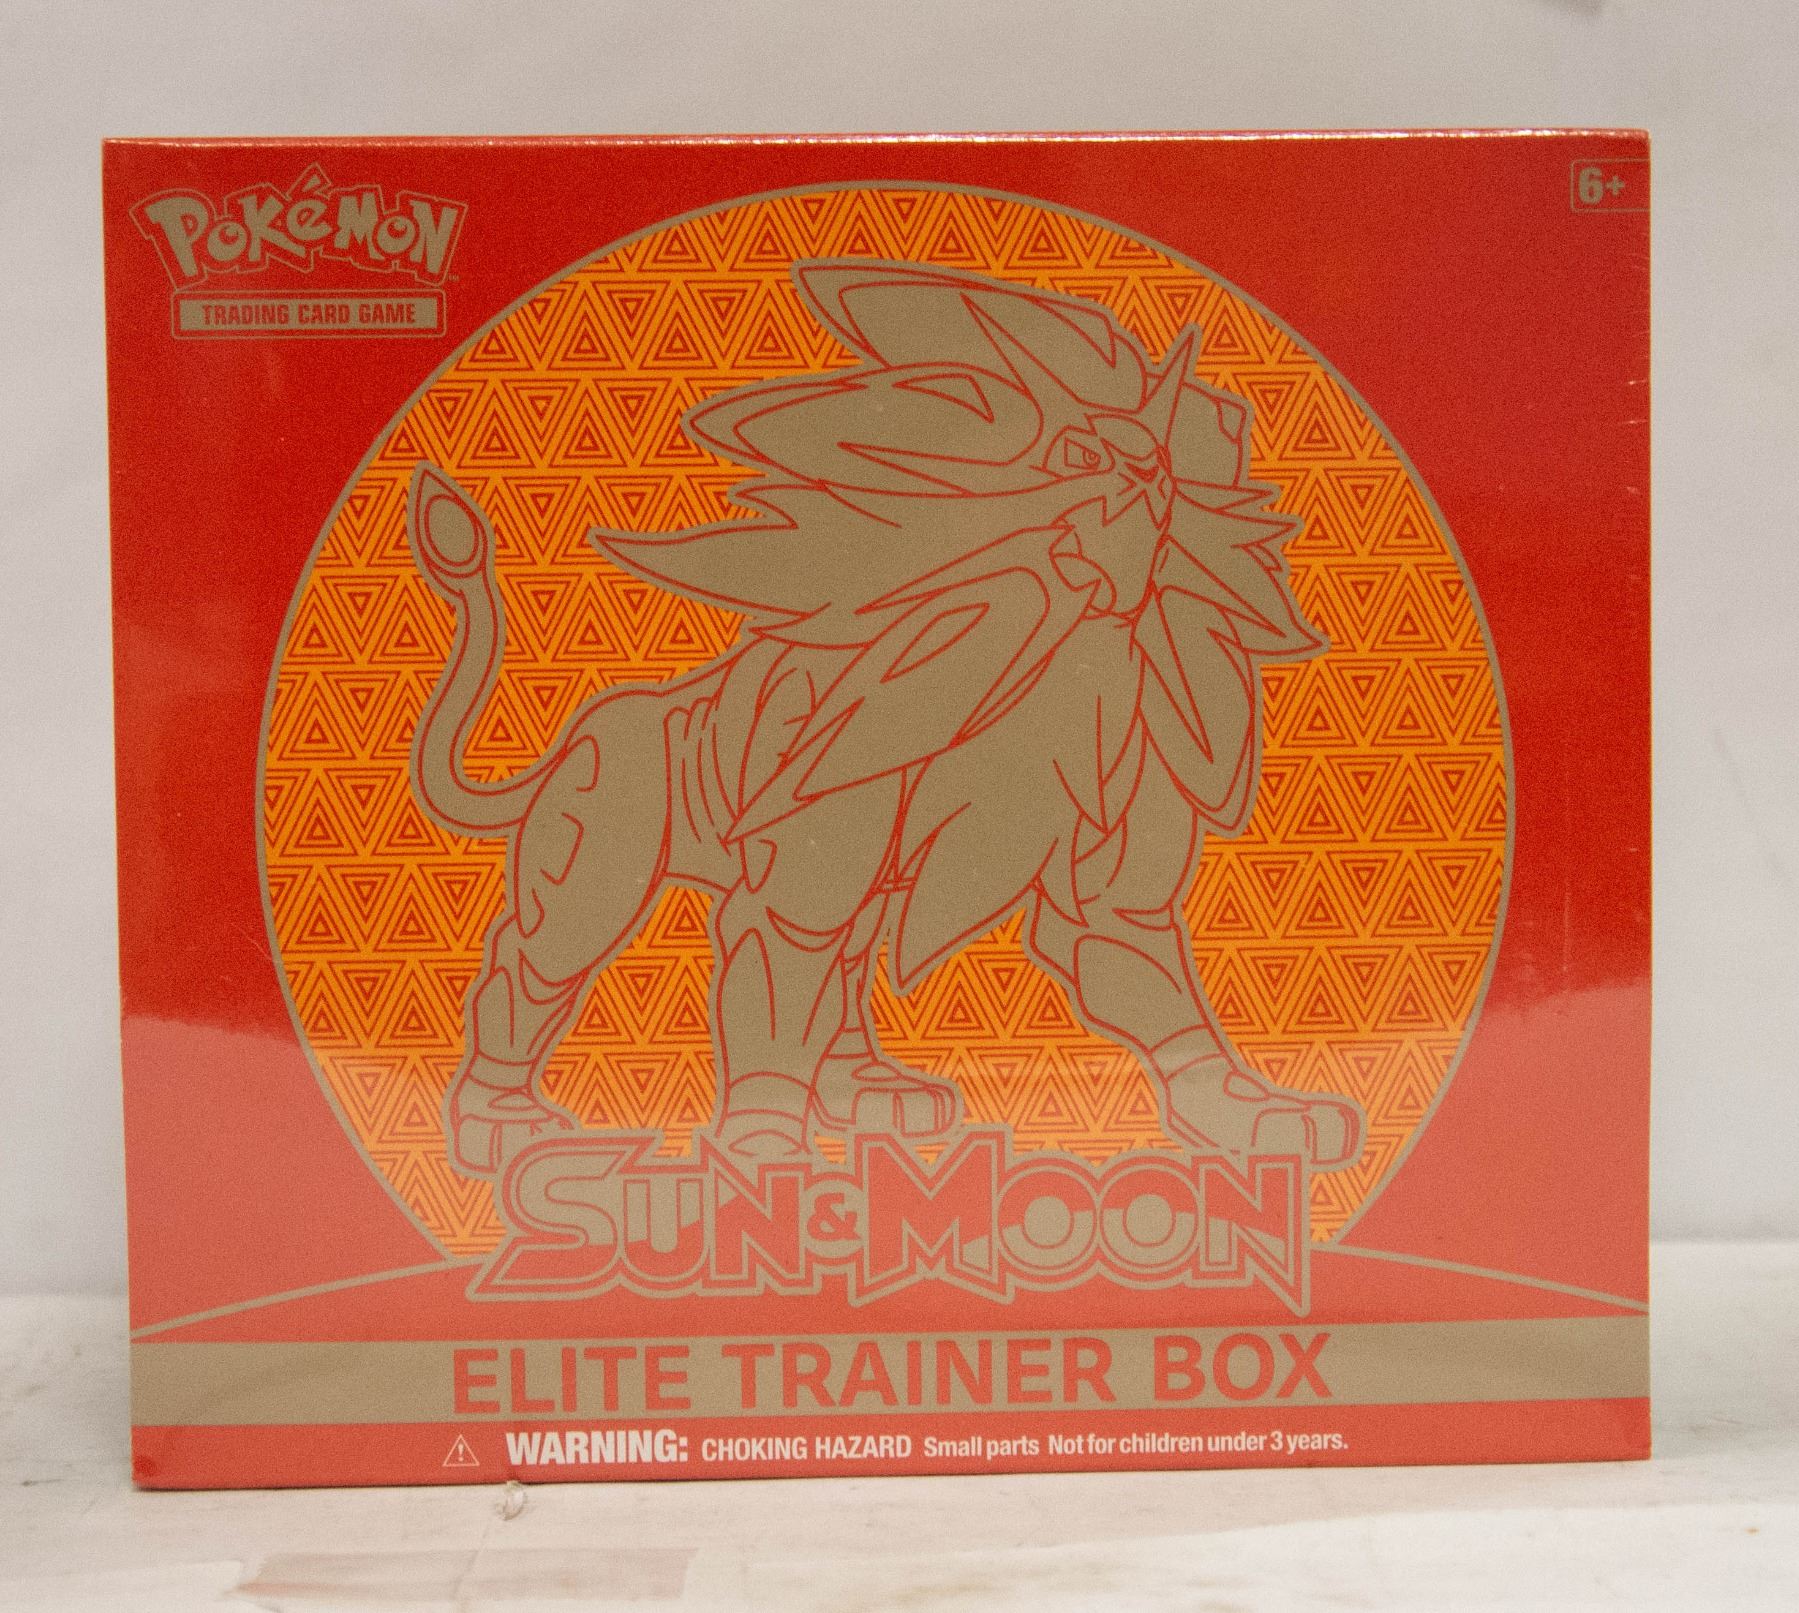 POKéMON
TRADING CARD GAME
6+
SUN & MOON
ELITE TRAINER BOX
WARNING: CHOKING HAZARD Small parts Not for children under 3 years.